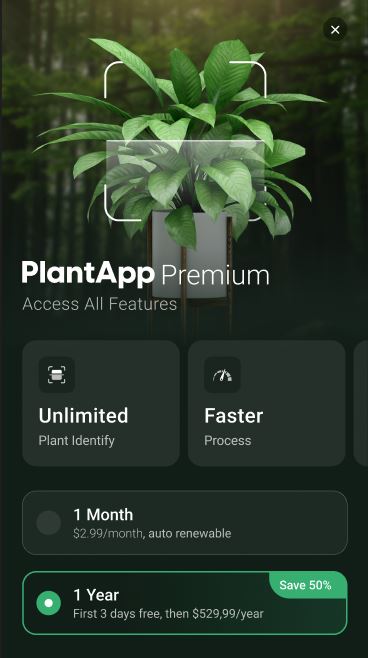 PlantApp Premium
Access All Features
Unlimited
Plant Identify
Faster
Process
1 Month
$2.99/month, auto renewable
Save 50%
1 Year
First 3 days free, then $529,99/year